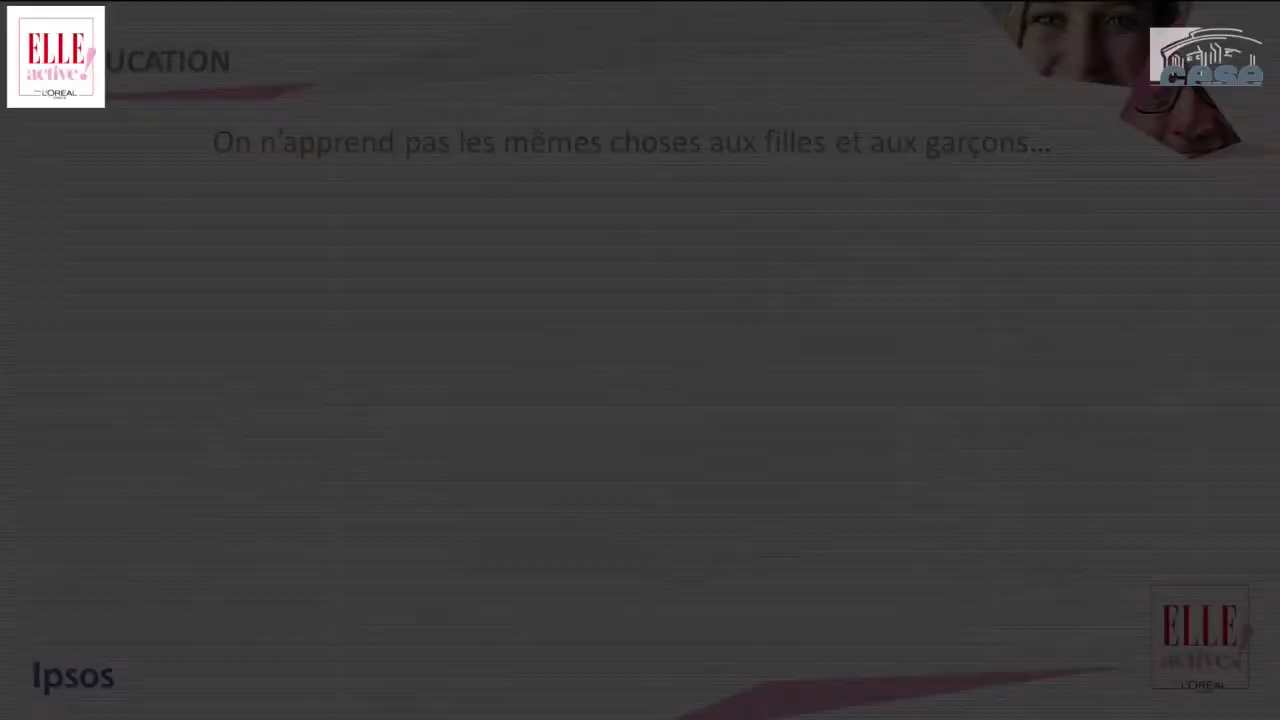 ELLE
active!
L'ORÉAL
PARIS
UCATION
cese
On n'apprend pas les mêmes choses aux filles et aux garçons...
ELLE
active!
L'ORÉAL
Ipsos